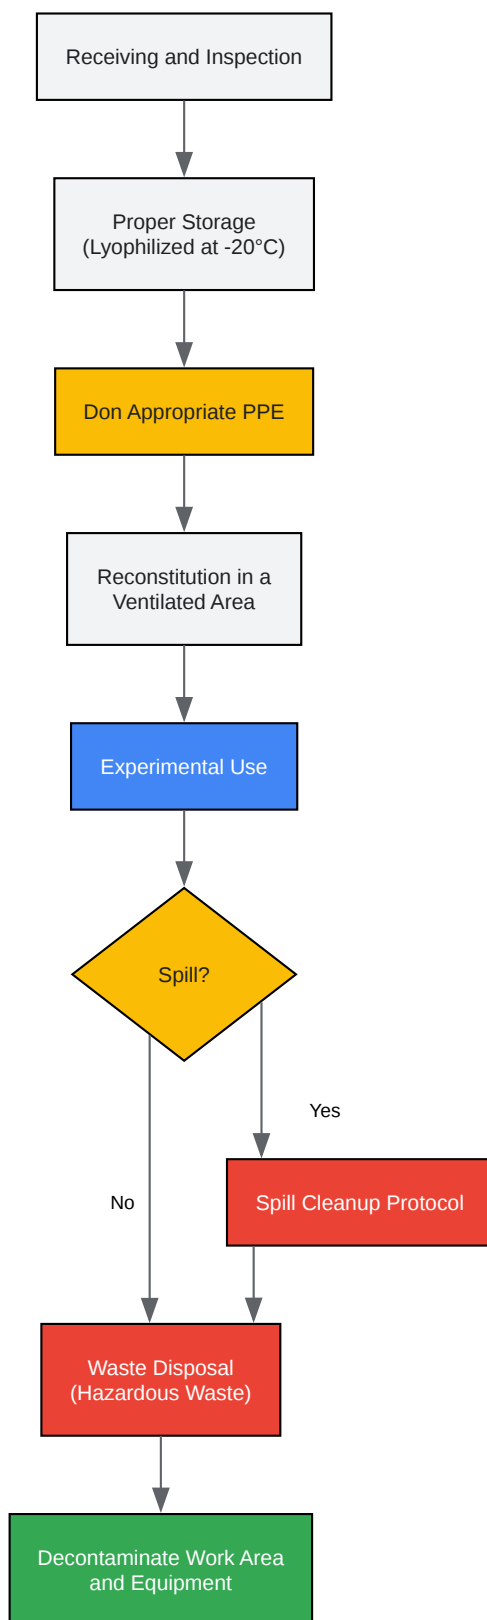 Receiving and Inspection
Proper Storage
(Lyophilized at -20°C)
Don Appropriate PPE
Reconstitution in a
Ventilated Area
Experimental Use
Spill?
Yes
Spill Cleanup Protocol
No
Waste Disposal
(Hazardous Waste)
Decontaminate Work Area
and Equipment